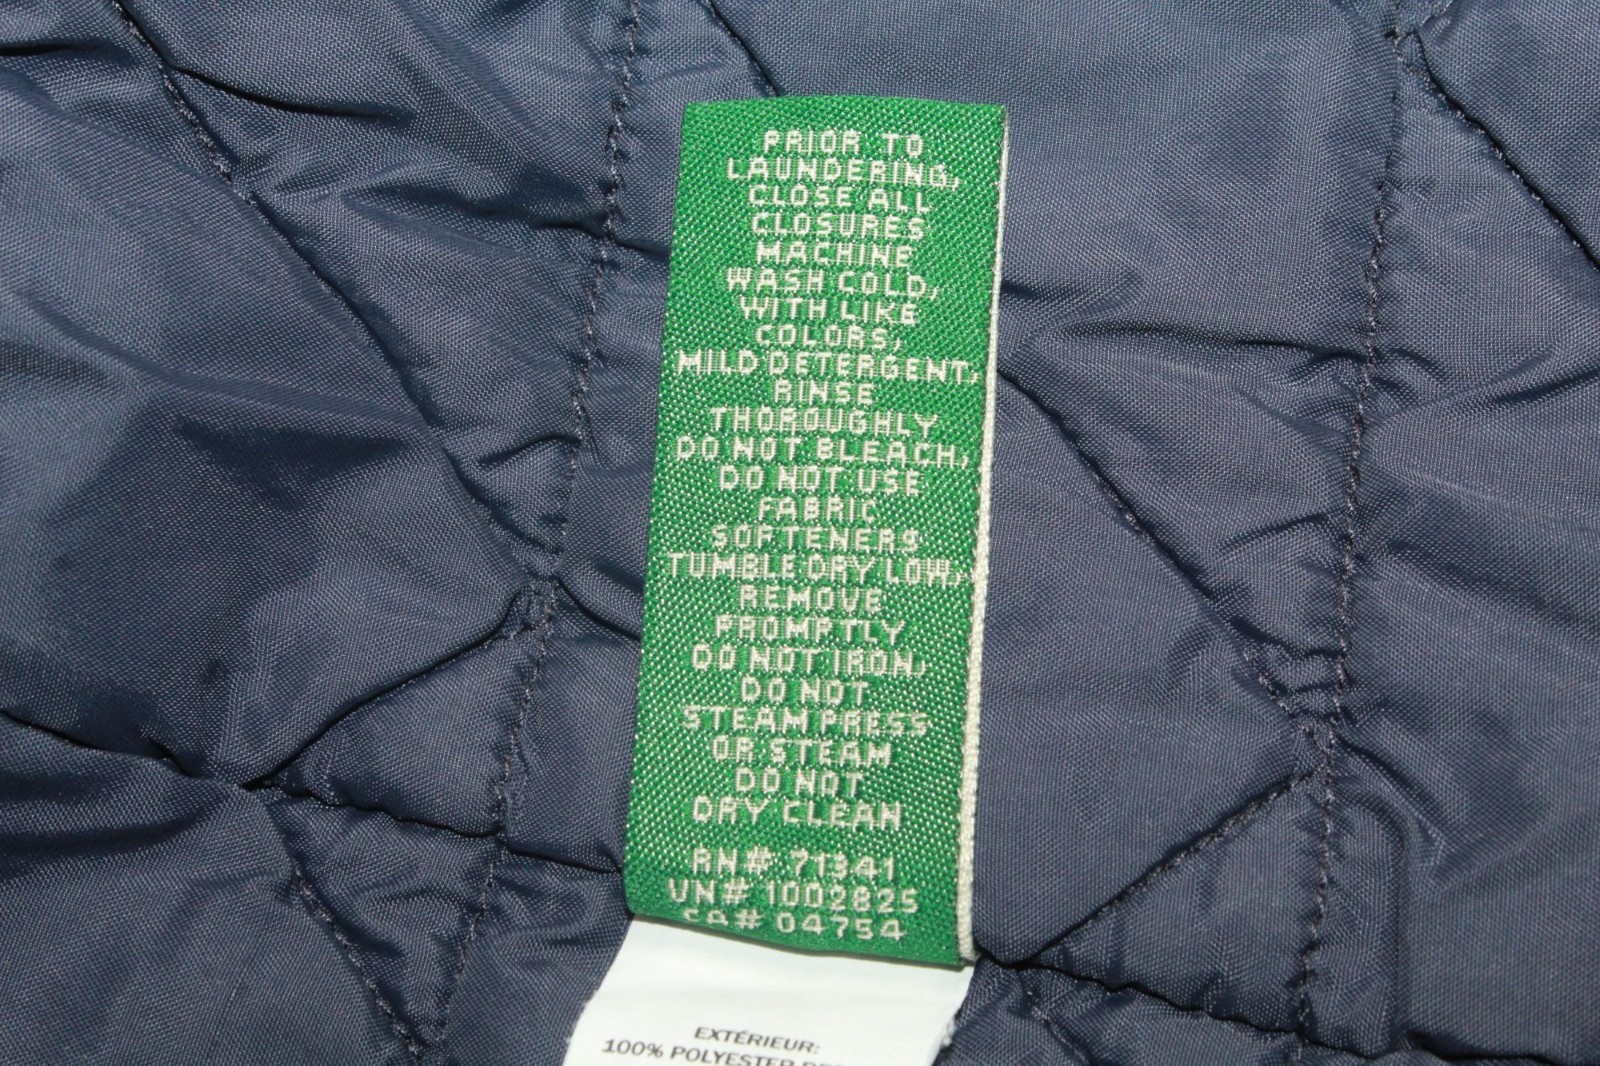 PRIOR TO
LAUNDERING,
CLOSE ALL
CLOSURES
MACHINE
WASH COLD,
WITH LIKE
COLORS,
MILD DETERGENT,
RINSE
THOROUGHLY
DO NOT BLEACH,
DO NOT USE
FABRIC
SOFTENERS
TUMBLE DRY LOW,
REMOVE
PROMPTLY
DO NOT IRON,
DO NOT
STEAM PRESS
OR STEAM
DO NOT
DRY CLEAN
RN# 71341
VN# 1002825
CA# 04754
EXTÉRIEUR:
100% POLYESTER